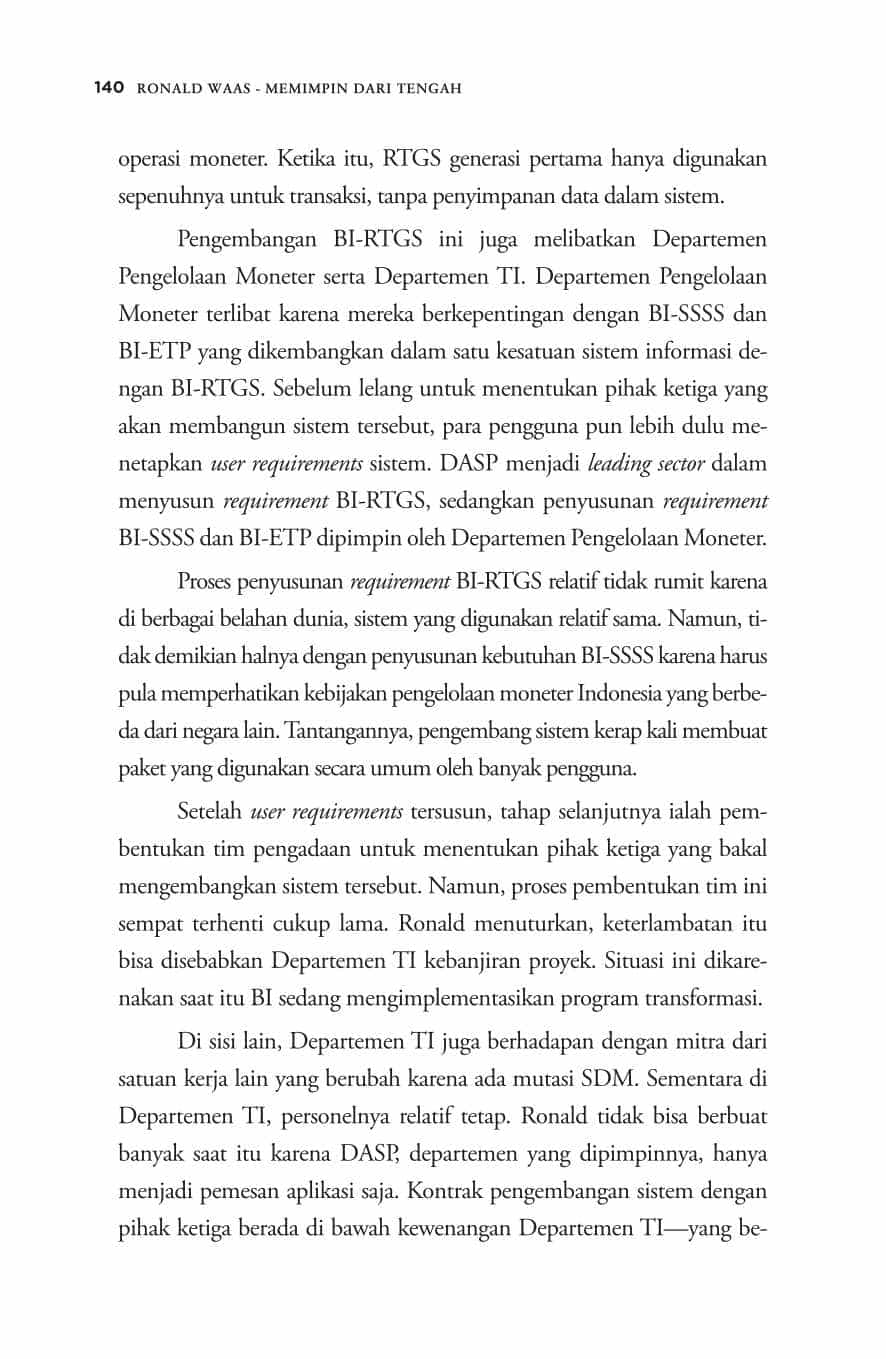 140 RONALD WAAS - MEMIMPIN DARI TENGAH
operasi moneter. Ketika itu, RTGS generasi pertama hanya digunakan
sepenuhnya untuk transaksi, tanpa penyimpanan data dalam sistem.
Pengembangan BI-RTGS ini juga melibatkan Departemen
Pengelolaan Moneter serta Departemen TI. Departemen Pengelolaan
Moneter terlibat karena mereka berkepentingan dengan BI-SSSS dan
BI-ETP yang dikembangkan dalam satu kesatuan sistem informasi de-
ngan BI-RTGS. Sebelum lelang untuk menentukan pihak ketiga yang
akan membangun sistem tersebut, para pengguna pun lebih dulu me-
netapkan user requirements sistem. DASP menjadi leading sector dalam
menyusun requirement BI-RTGS, sedangkan penyusunan requirement
BI-SSSS dan BI-ETP dipimpin oleh Departemen Pengelolaan Moneter.
Proses penyusunan requirement BI-RTGS relatif tidak rumit karena
di berbagai belahan dunia, sistem yang digunakan relatif sama. Namun, ti-
dak demikian halnya dengan penyusunan kebutuhan BI-SSSS karena harus
pula memperhatikan kebijakan pengelolaan moneter Indonesia yang berbe-
da dari negara lain. Tantangannya, pengembang sistem kerap kali membuat
paket yang digunakan secara umum oleh banyak pengguna.
Setelah user requirements tersusun, tahap selanjutnya ialah pem-
bentukan tim pengadaan untuk menentukan pihak ketiga yang bakal
mengembangkan sistem tersebut. Namun, proses pembentukan tim ini
sempat terhenti cukup lama. Ronald menuturkan, keterlambatan itu
bisa disebabkan Departemen TI kebanjiran proyek. Situasi ini dikare-
nakan saat itu BI sedang mengimplementasikan program transformasi.
Di sisi lain, Departemen TI juga berhadapan dengan mitra dari
satuan kerja lain yang berubah karena ada mutasi SDM. Sementara di
Departemen TI, personelnya relatif tetap. Ronald tidak bisa berbuat
banyak saat itu karena DASP, departemen yang dipimpinnya, hanya
menjadi pemesan aplikasi saja. Kontrak pengembangan sistem dengan
pihak ketiga berada di bawah kewenangan Departemen TI—yang be-